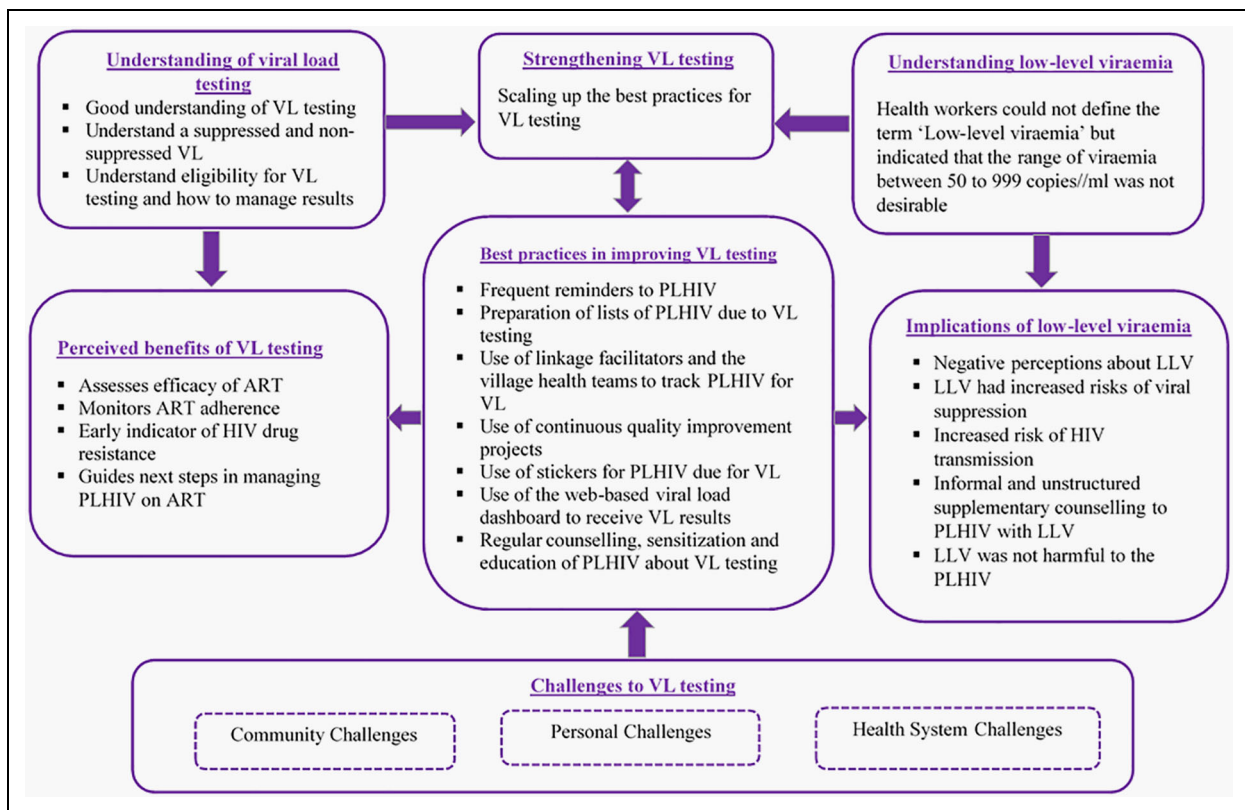 Understanding of viral load
testing
▪ Good understanding of VL testing
▪ Understand a suppressed and non-
suppressed VL
▪ Understand eligibility for VL
testing and how to manage results
Strengthening VL testing
Scaling up the best practices for
VL testing
Understanding low-level viraemia
Health workers could not define the
term ‘Low-level viraemia’ but
indicated that the range of viraemia
between 50 to 999 copies//ml was not
desirable
Perceived benefits of VL testing
▪ Assesses efficacy of ART
▪ Monitors ART adherence
▪ Early indicator of HIV drug
resistance
▪ Guides next steps in managing
PLHIV on ART
Best practices in improving VL testing
▪ Frequent reminders to PLHIV
▪ Preparation of lists of PLHIV due to VL
testing
▪ Use of linkage facilitators and the
village health teams to track PLHIV for
VL
▪ Use of continuous quality improvement
projects
▪ Use of stickers for PLHIV due for VL
▪ Use of the web-based viral load
dashboard to receive VL results
▪ Regular counselling, sensitization and
education of PLHIV about VL testing
Implications of low-level viraemia
▪ Negative perceptions about LLV
▪ LLV had increased risks of viral
suppression
▪ Increased risk of HIV
transmission
▪ Informal and unstructured
supplementary counselling to
PLHIV with LLV
▪ LLV was not harmful to the
PLHIV
Challenges to VL testing
Community Challenges
Personal Challenges
Health System Challenges